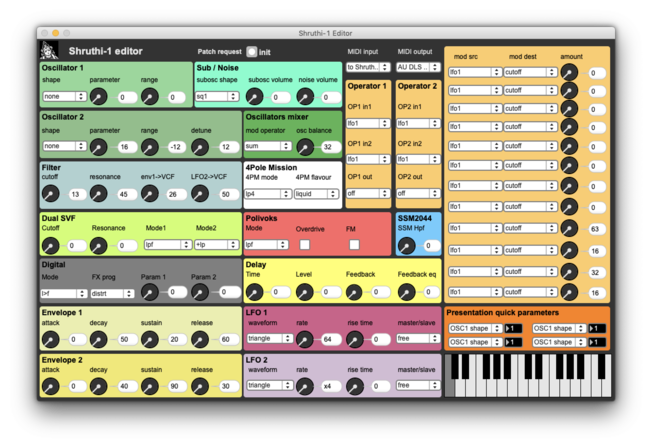 Shruthi-1 Editor
Shruthi-1 editor
Patch request init
MIDI input MIDI output
to Shruth.. AU DLS ..
mod src mod dest amount
Oscillator 1
shape parameter range
none 0 0
Sub / Noise
subosc shape subosc volume noise volume
sq1 0 0
Operator 1 Operator 2
OP1 in1 OP2 in1
lfo1 lfo1
OP1 in2 OP2 in2
lfo1 lfo1
OP1 out OP2 out
off off
lfo1 cutoff 0
lfo1 cutoff 0
lfo1 cutoff 0
lfo1 cutoff 0
lfo1 cutoff 0
lfo1 cutoff 0
lfo1 cutoff 0
lfo1 cutoff 0
lfo1 cutoff 63
lfo1 cutoff 16
lfo1 cutoff 32
lfo1 cutoff 16
Oscillator 2
shape parameter range detune
none 16 -12 12
Oscillators mixer
mod operator osc balance
sum 32
Filter
cutoff resonance env1->VCF LFO2->VCF
13 45 26 50
4Pole Mission
4PM mode 4PM flavour
lp4 liquid
Dual SVF
Cutoff Resonance Mode1 Mode2
0 0 lpf +lp
Polivoks
Mode Overdrive FM
lpf
SSM2044
SSM Hpf
0
Digital
Mode FX prog Param 1 Param 2
l>f distrt 0 0
Delay
Time Level Feedback Feedback eq
0 0 0 0
Envelope 1
attack decay sustain release
0 50 20 60
LFO 1
waveform rate rise time master/slave
triangle 64 0 free
Presentation quick parameters
OSC1 shape 1 OSC1 shape 1
OSC1 shape 1 OSC1 shape 1
Envelope 2
attack decay sustain release
0 40 90 30
LFO 2
waveform rate rise time master/slave
triangle x4 0 free